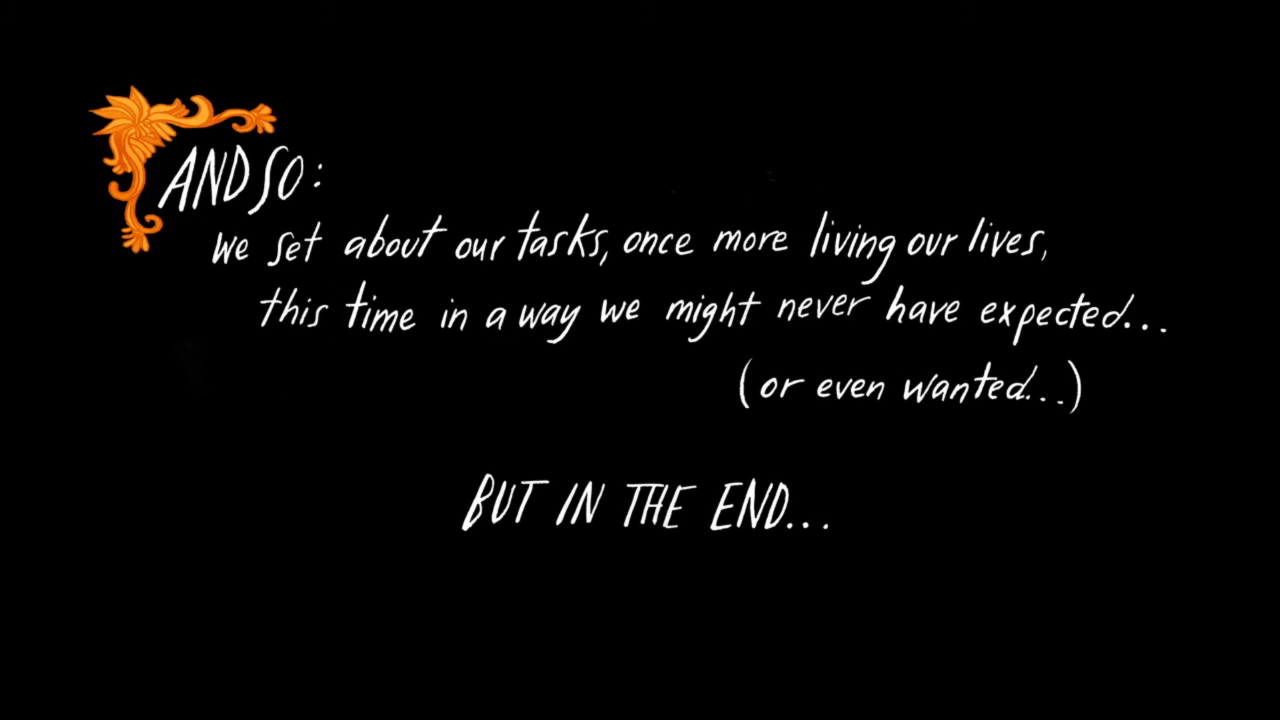 AND SO:
we set about our tasks, once more living our lives,
this time in a way we might never have expected...
(or even wanted...)
BUT IN THE END...